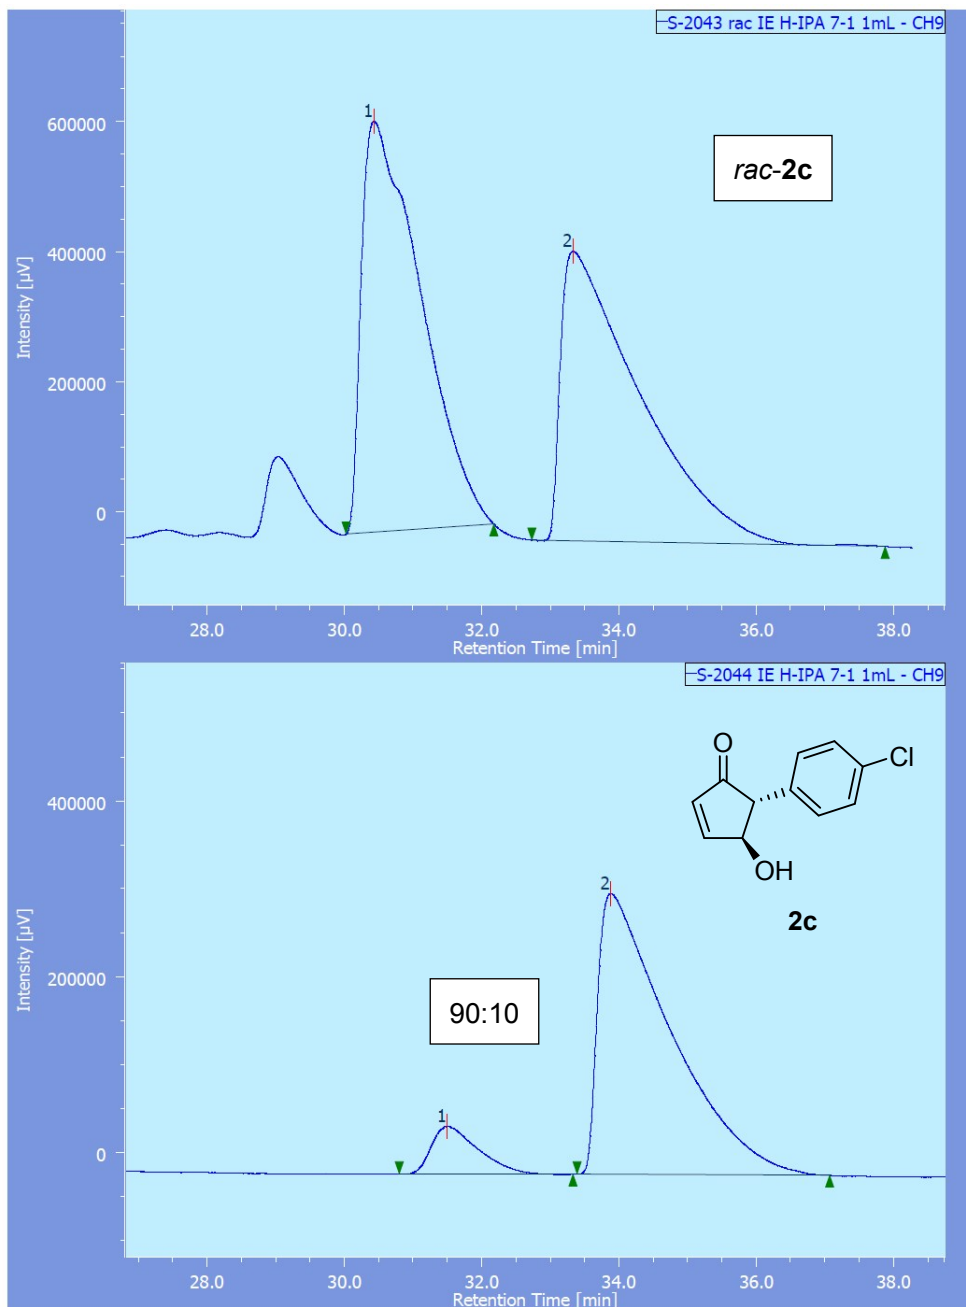 S-2043 rac IE H-IPA 7-1 1mL - CH9
1
600000
rac-2c
2
400000
Intensity [µV]
200000
0
28.0 30.0 32.0 34.0 36.0 38.0
Retention Time [min]
S-2044 IE H-IPA 7-1 1mL - CH9
O
Cl
400000
OH
2
2c
Intensity [µV]
200000
90:10
1
0
28.0 30.0 32.0 34.0 36.0 38.0
Retention Time [min]